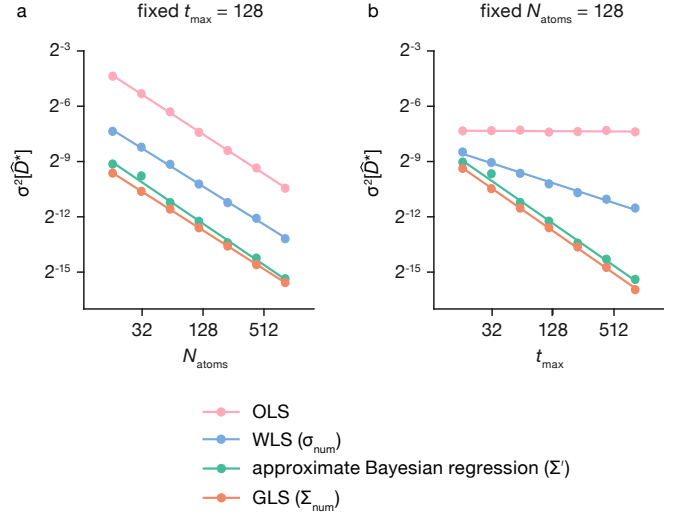 a
fixed t_max = 128
b
fixed N_atoms = 128
σ²[D̂*]
2⁻³
2⁻⁶
2⁻⁹
2⁻¹²
2⁻¹⁵
32
128
512
N_atoms
σ²[D̂*]
2⁻³
2⁻⁶
2⁻⁹
2⁻¹²
2⁻¹⁵
32
128
512
t_max
OLS
WLS (σ_num)
approximate Bayesian regression (Σ′)
GLS (Σ_num)